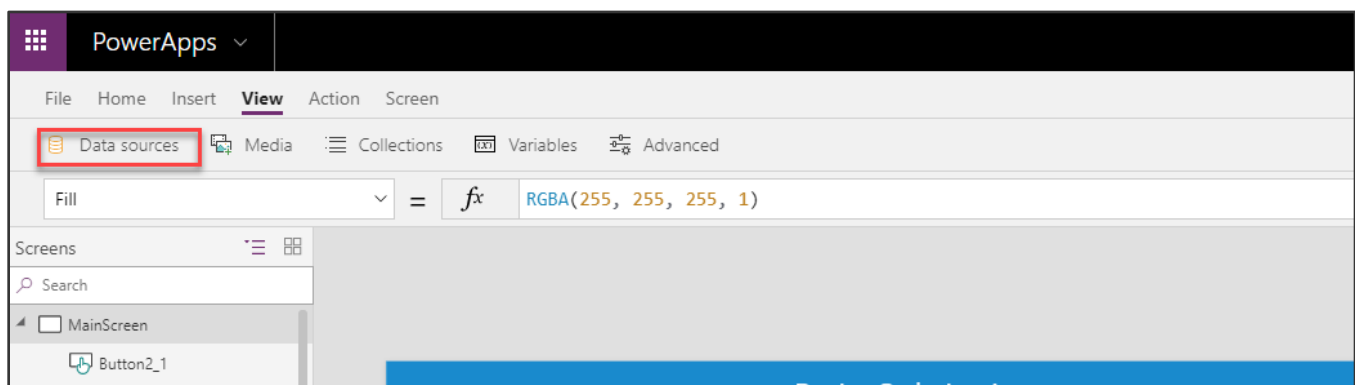 PowerApps
File Home Insert View Action Screen
Data sources Media Collections Variables Advanced
Fill = fx RGBA(255, 255, 255, 1)
Screens
Search
MainScreen
Button2_1